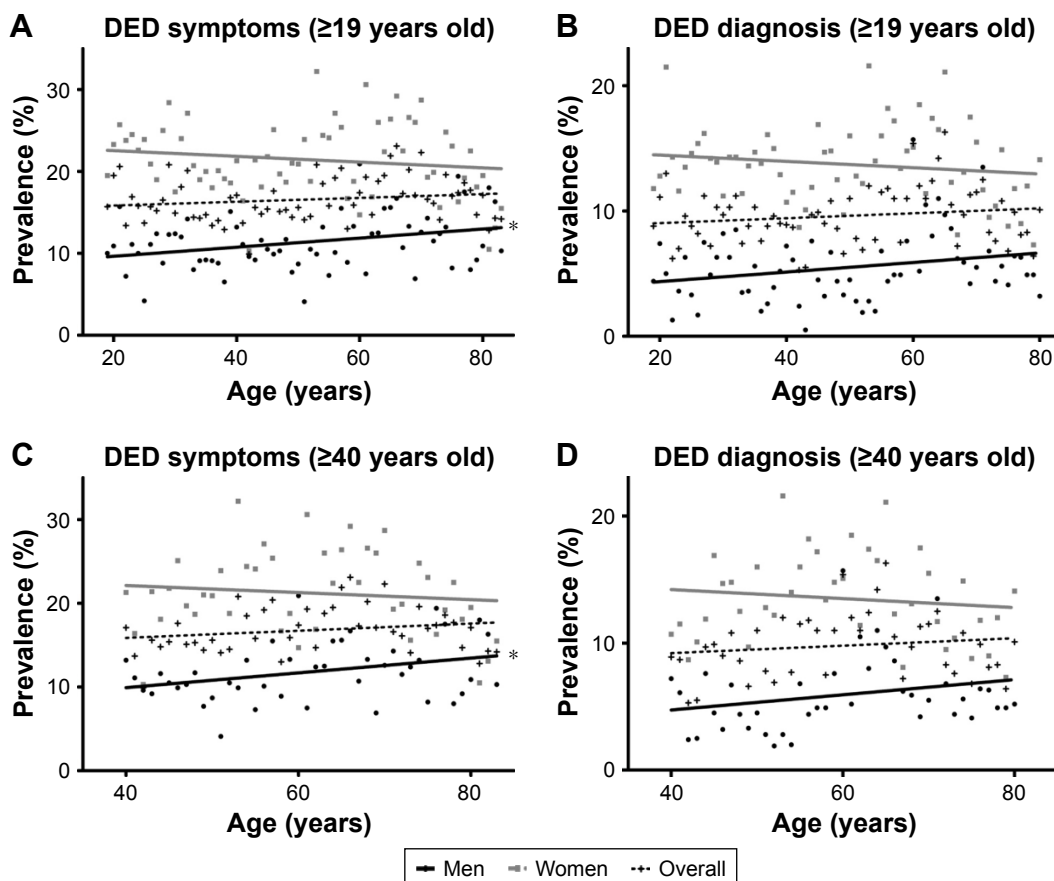 A DED symptoms (≥19 years old)
Prevalence (%)
30
20
10
0
20 40 60 80
*
Age (years)
B DED diagnosis (≥19 years old)
Prevalence (%)
20
10
0
20 40 60 80
Age (years)
C DED symptoms (≥40 years old)
Prevalence (%)
30
20
10
0
40 60 80
*
Age (years)
D DED diagnosis (≥40 years old)
Prevalence (%)
20
10
0
40 60 80
Age (years)
Men Women Overall